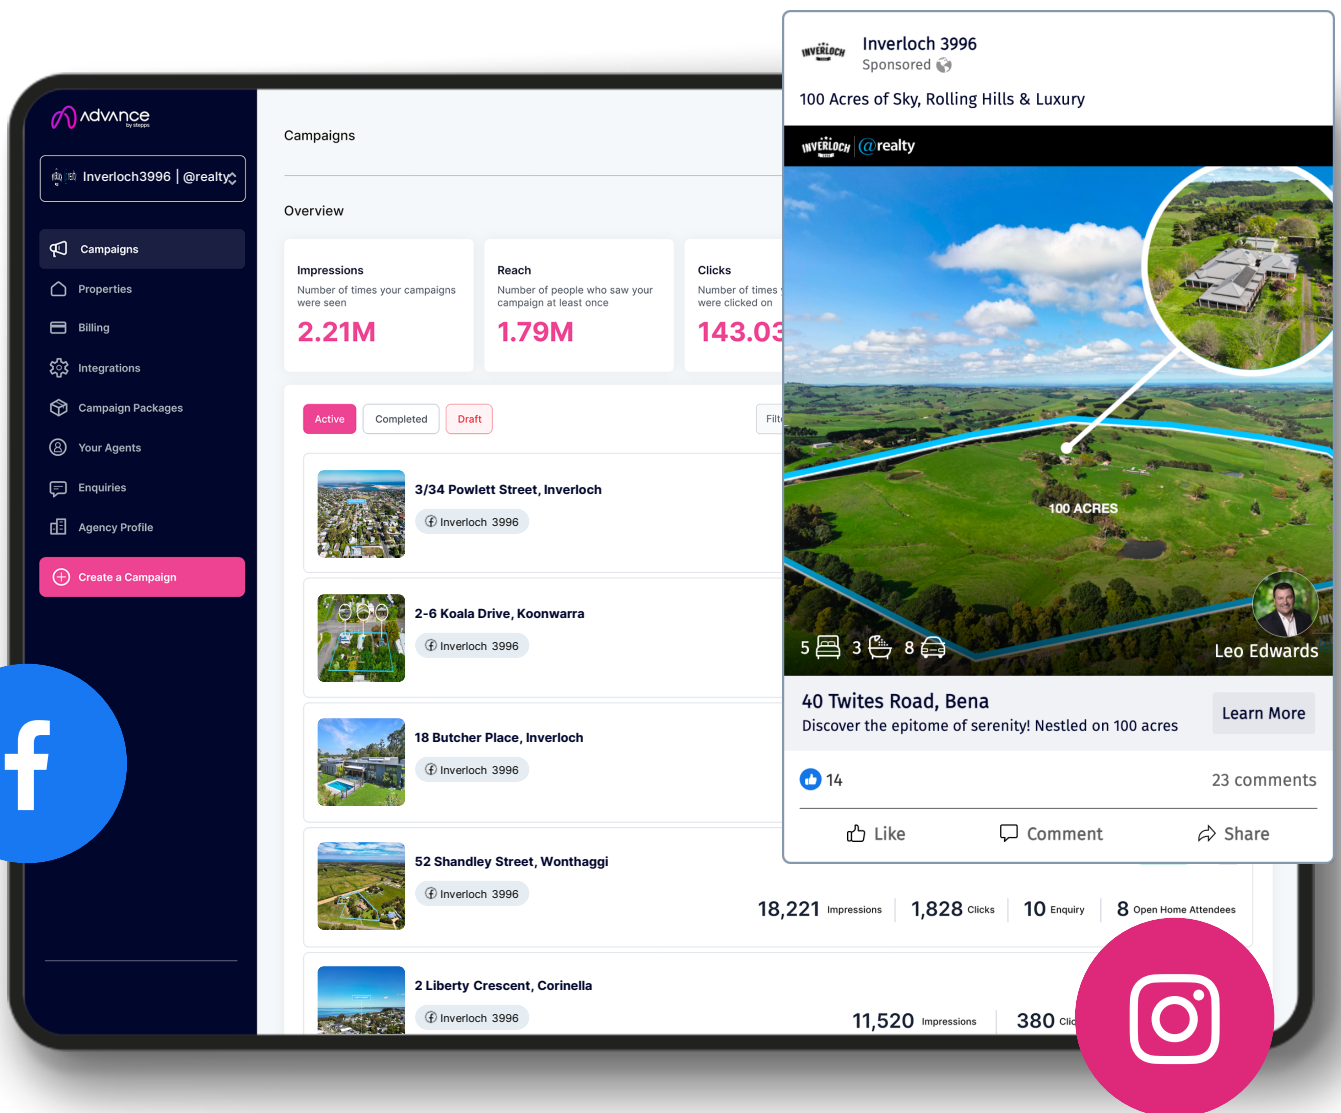 Advance
by stepps
Inverloch3996 | @realty
Campaigns
Properties
Billing
Integrations
Campaign Packages
Your Agents
Enquiries
Agency Profile
Create a Campaign
Campaigns
Overview
Impressions
Number of times your campaigns
were seen
2.21M
Reach
Number of people who saw your
campaign at least once
1.79M
Clicks
Number of times
were clicked on
143.03
Active
Completed
Draft
3/34 Powlett Street, Inverloch
Inverloch 3996
2-6 Koala Drive, Koonwarra
Inverloch 3996
18 Butcher Place, Inverloch
Inverloch 3996
52 Shandley Street, Wonthaggi
Inverloch 3996
18,221 Impressions
1,828 Clicks
10 Enquiry
8 Open Home Attendees
2 Liberty Crescent, Corinella
Inverloch 3996
11,520 Impressions
380
INVERLOCH
Inverloch 3996
Sponsored
100 Acres of Sky, Rolling Hills & Luxury
INVERLOCH @realty
100 ACRES
5 3 8
Leo Edwards
40 Twites Road, Bena
Discover the epitome of serenity! Nestled on 100 acres
Learn More
14
23 comments
Like
Comment
Share